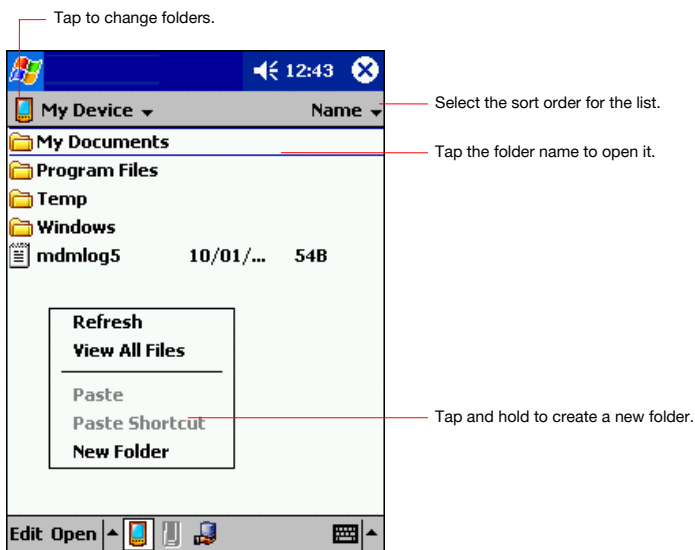 Tap to change folders.
12:43
My Device Name
Select the sort order for the list.
My Documents
Tap the folder name to open it.
Program Files
Temp
Windows
mdmlog5 10/01/... 54B
Refresh
View All Files
Paste
Paste Shortcut
Tap and hold to create a new folder.
New Folder
Edit Open